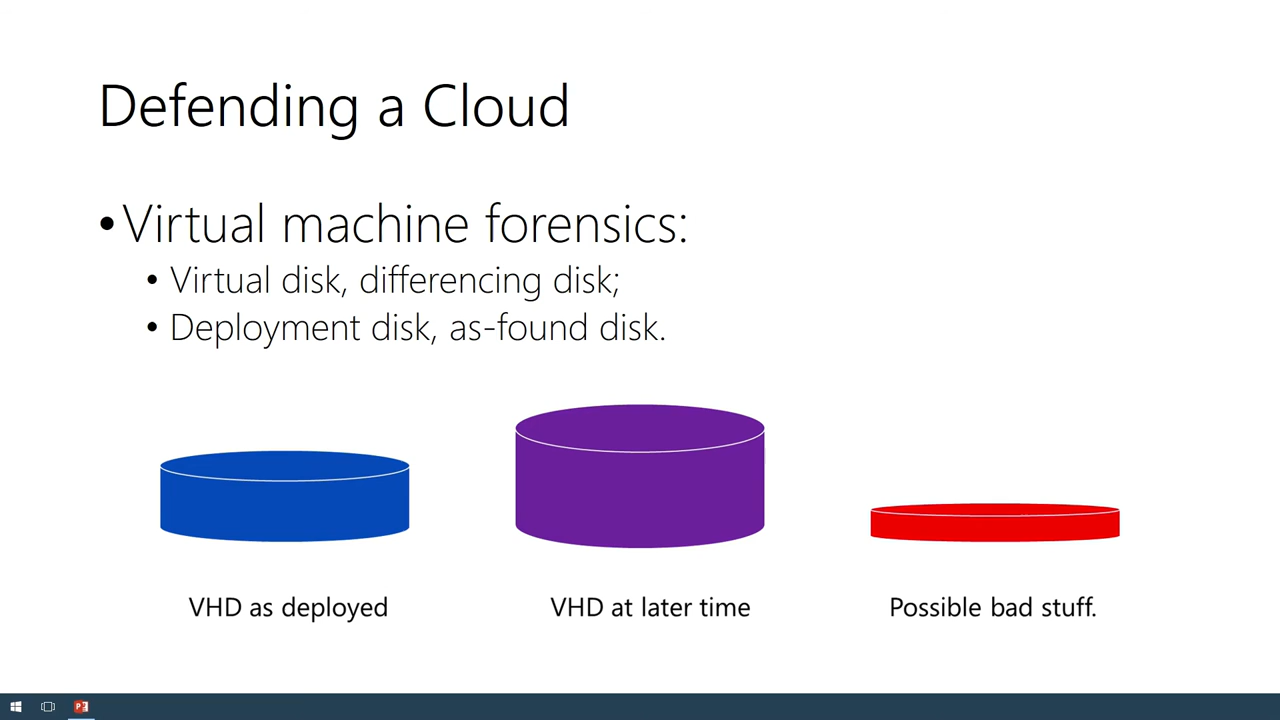 Defending a Cloud
• Virtual machine forensics:
• Virtual disk, differencing disk;
• Deployment disk, as-found disk.
VHD as deployed
VHD at later time
Possible bad stuff.